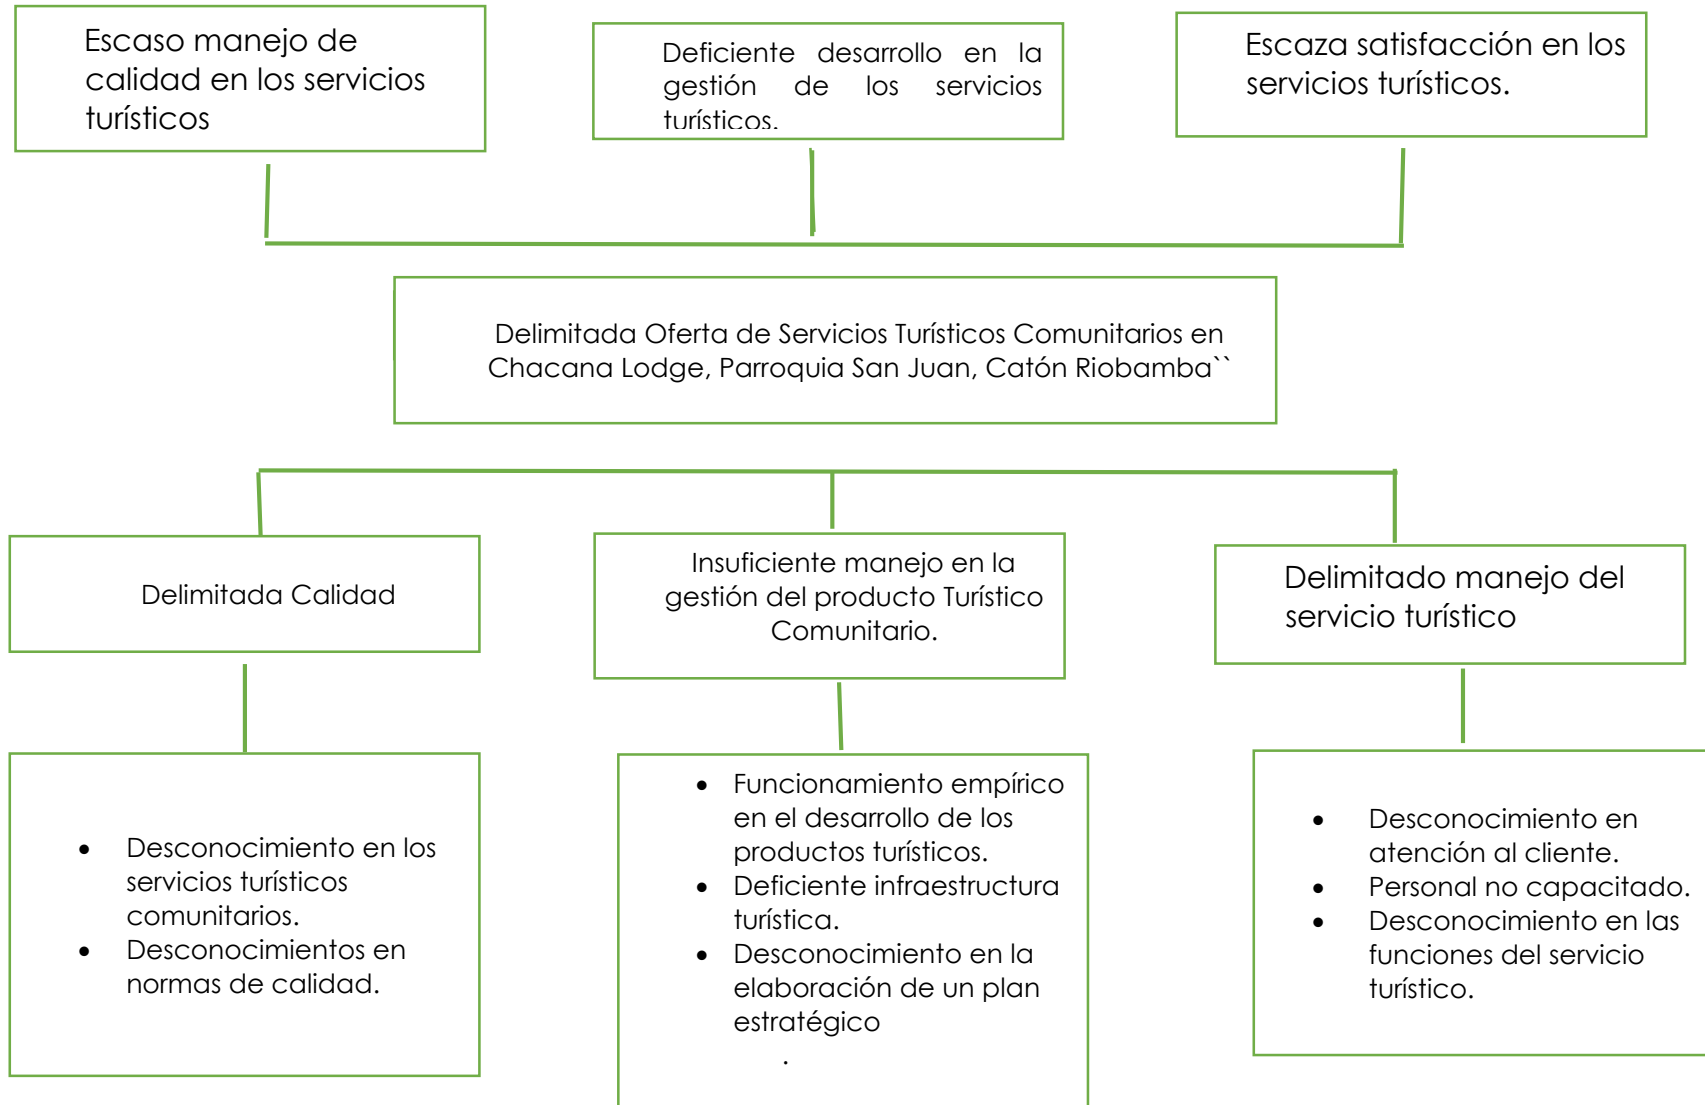 Escaso manejo de
calidad en los servicios
turísticos
Deficiente desarrollo en la
gestión de los servicios
turísticos.
Escaza satisfacción en los
servicios turísticos.
Delimitada Oferta de Servicios Turísticos Comunitarios en
Chacana Lodge, Parroquia San Juan, Catón Riobamba``
Delimitada Calidad
Insuficiente manejo en la
gestión del producto Turístico
Comunitario.
Delimitado manejo del
servicio turístico
• Desconocimiento en los
servicios turísticos
comunitarios.
• Desconocimientos en
normas de calidad.
• Funcionamiento empírico
en el desarrollo de los
productos turísticos.
• Deficiente infraestructura
turística.
• Desconocimiento en la
elaboración de un plan
estratégico
.
• Desconocimiento en
atención al cliente.
• Personal no capacitado.
• Desconocimiento en las
funciones del servicio
turístico.